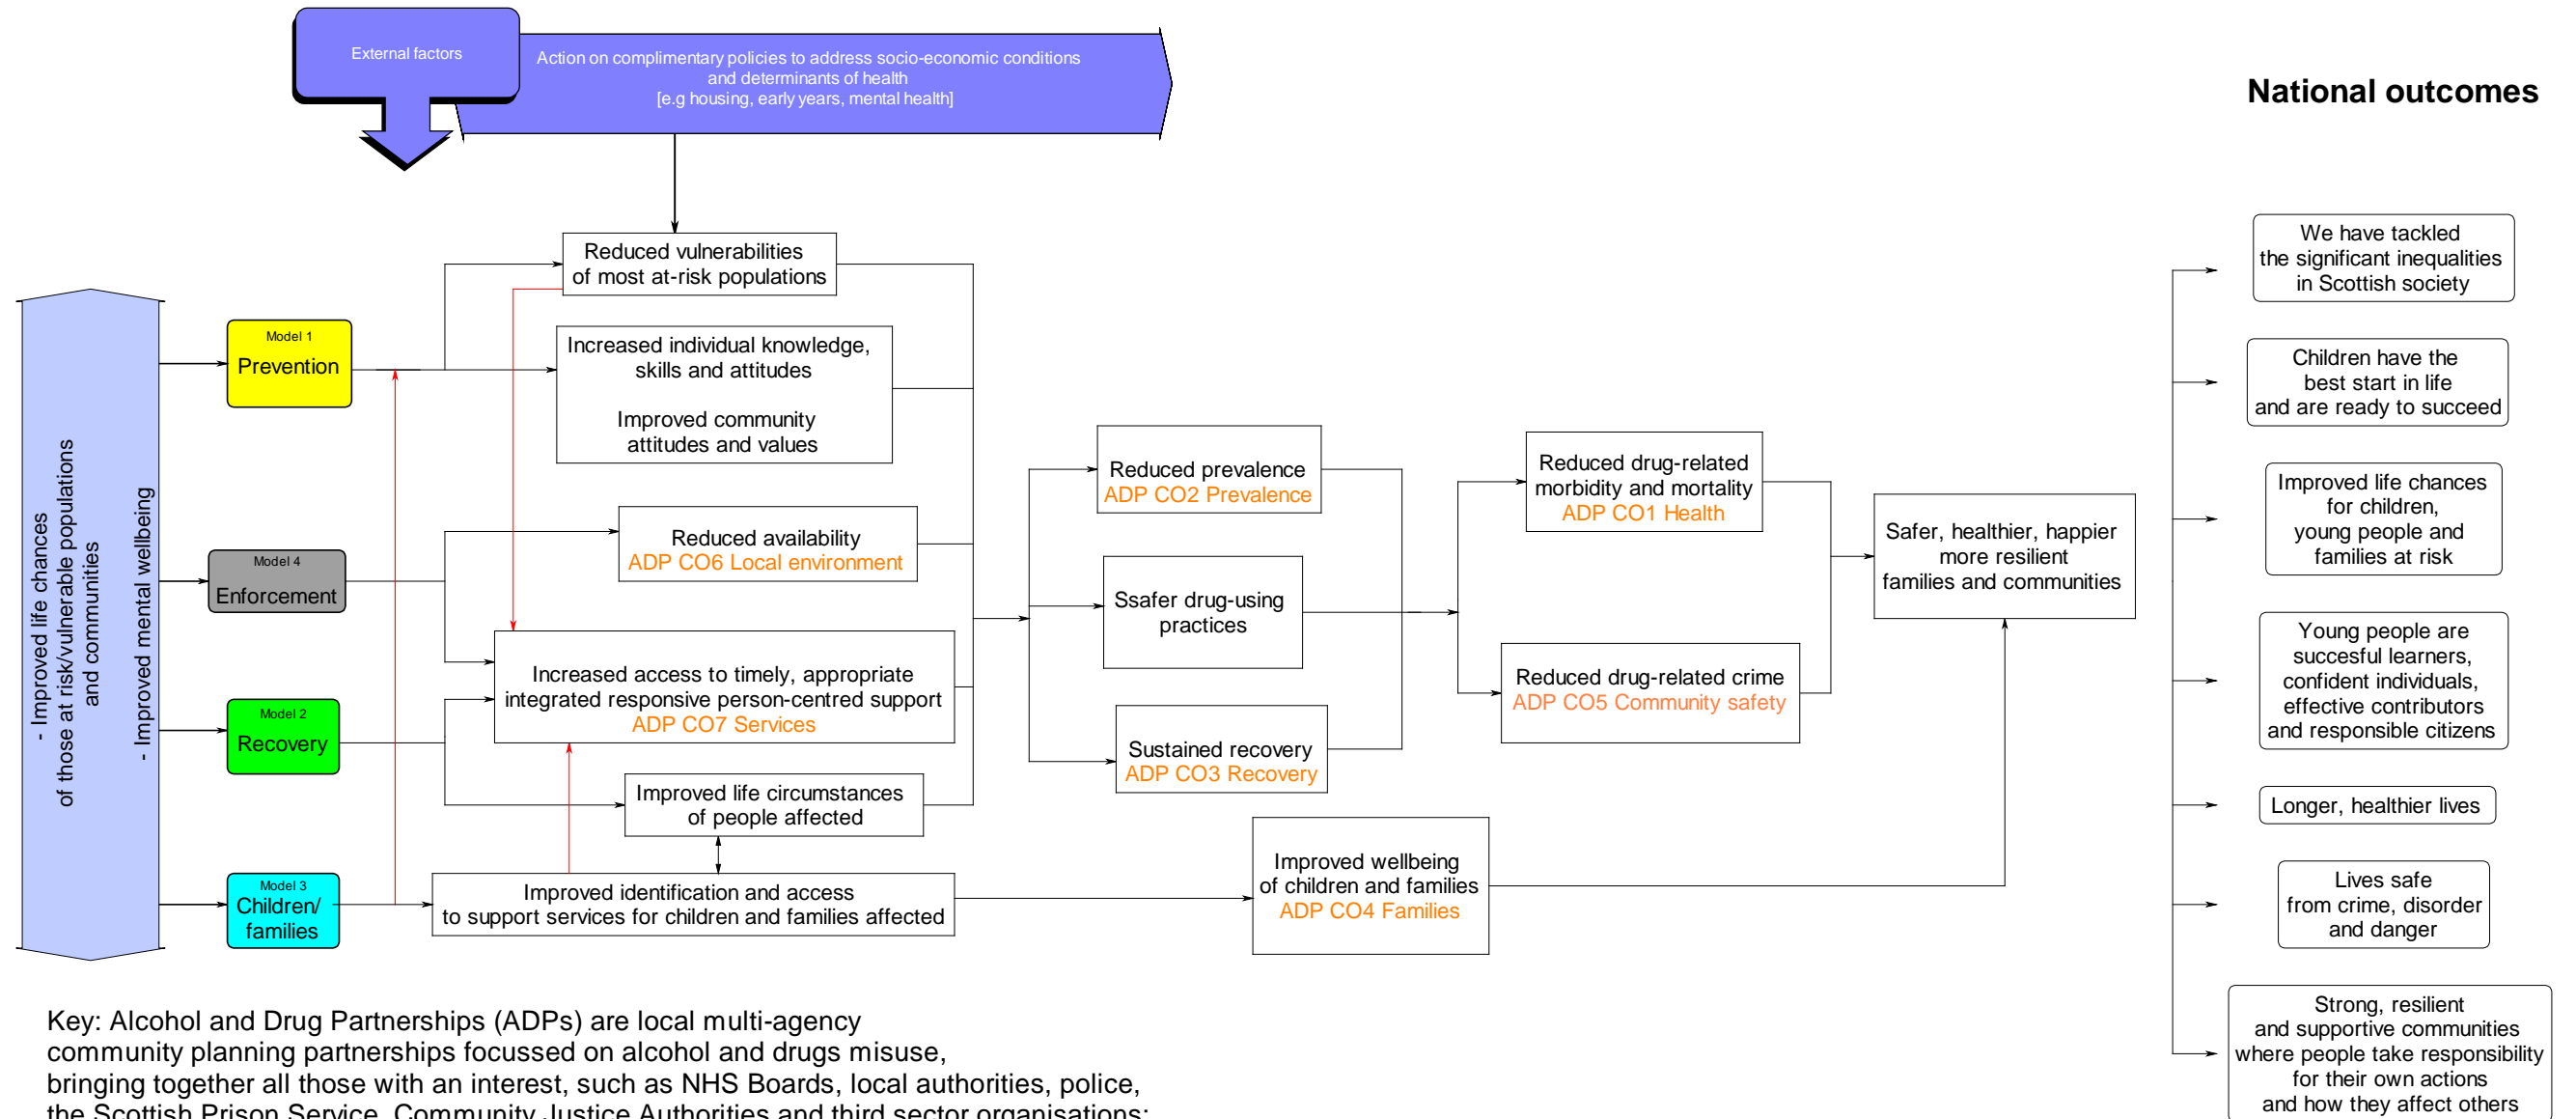 External factors
Action on complimentary policies to address socio-economic conditions
and determinants of health
[e.g housing, early years, mental health]
National outcomes
- Improved life chances
of those at risk/vulnerable populations
and communities
- Improved mental wellbeing
Model 1
Prevention
Model 4
Enforcement
Model 2
Recovery
Model 3
Children/
families
Reduced vulnerabilities
of most at-risk populations
Increased individual knowledge,
skills and attitudes
Improved community
attitudes and values
Reduced availability
ADP CO6 Local environment
Increased access to timely, appropriate
integrated responsive person-centred support
ADP CO7 Services
Improved life circumstances
of people affected
Improved identification and access
to support services for children and families affected
Reduced prevalence
ADP CO2 Prevalence
Ssafer drug-using
practices
Sustained recovery
ADP CO3 Recovery
Improved wellbeing
of children and families
ADP CO4 Families
Reduced drug-related
morbidity and mortality
ADP CO1 Health
Reduced drug-related crime
ADP CO5 Community safety
Safer, healthier, happier
more resilient
families and communities
We have tackled
the significant inequalities
in Scottish society
Children have the
best start in life
and are ready to succeed
Improved life chances
for children,
young people and
families at risk
Young people are
succesful learners,
confident individuals,
effective contributors
and responsible citizens
Longer, healthier lives
Lives safe
from crime, disorder
and danger
Strong, resilient
and supportive communities
where people take responsibility
for their own actions
and how they affect others
Key: Alcohol and Drug Partnerships (ADPs) are local multi-agency
community planning partnerships focussed on alcohol and drugs misuse,
bringing together all those with an interest, such as NHS Boards, local authorities, police,
the Scottish Prison Service, Community Justice Authorities and third sector organisations;